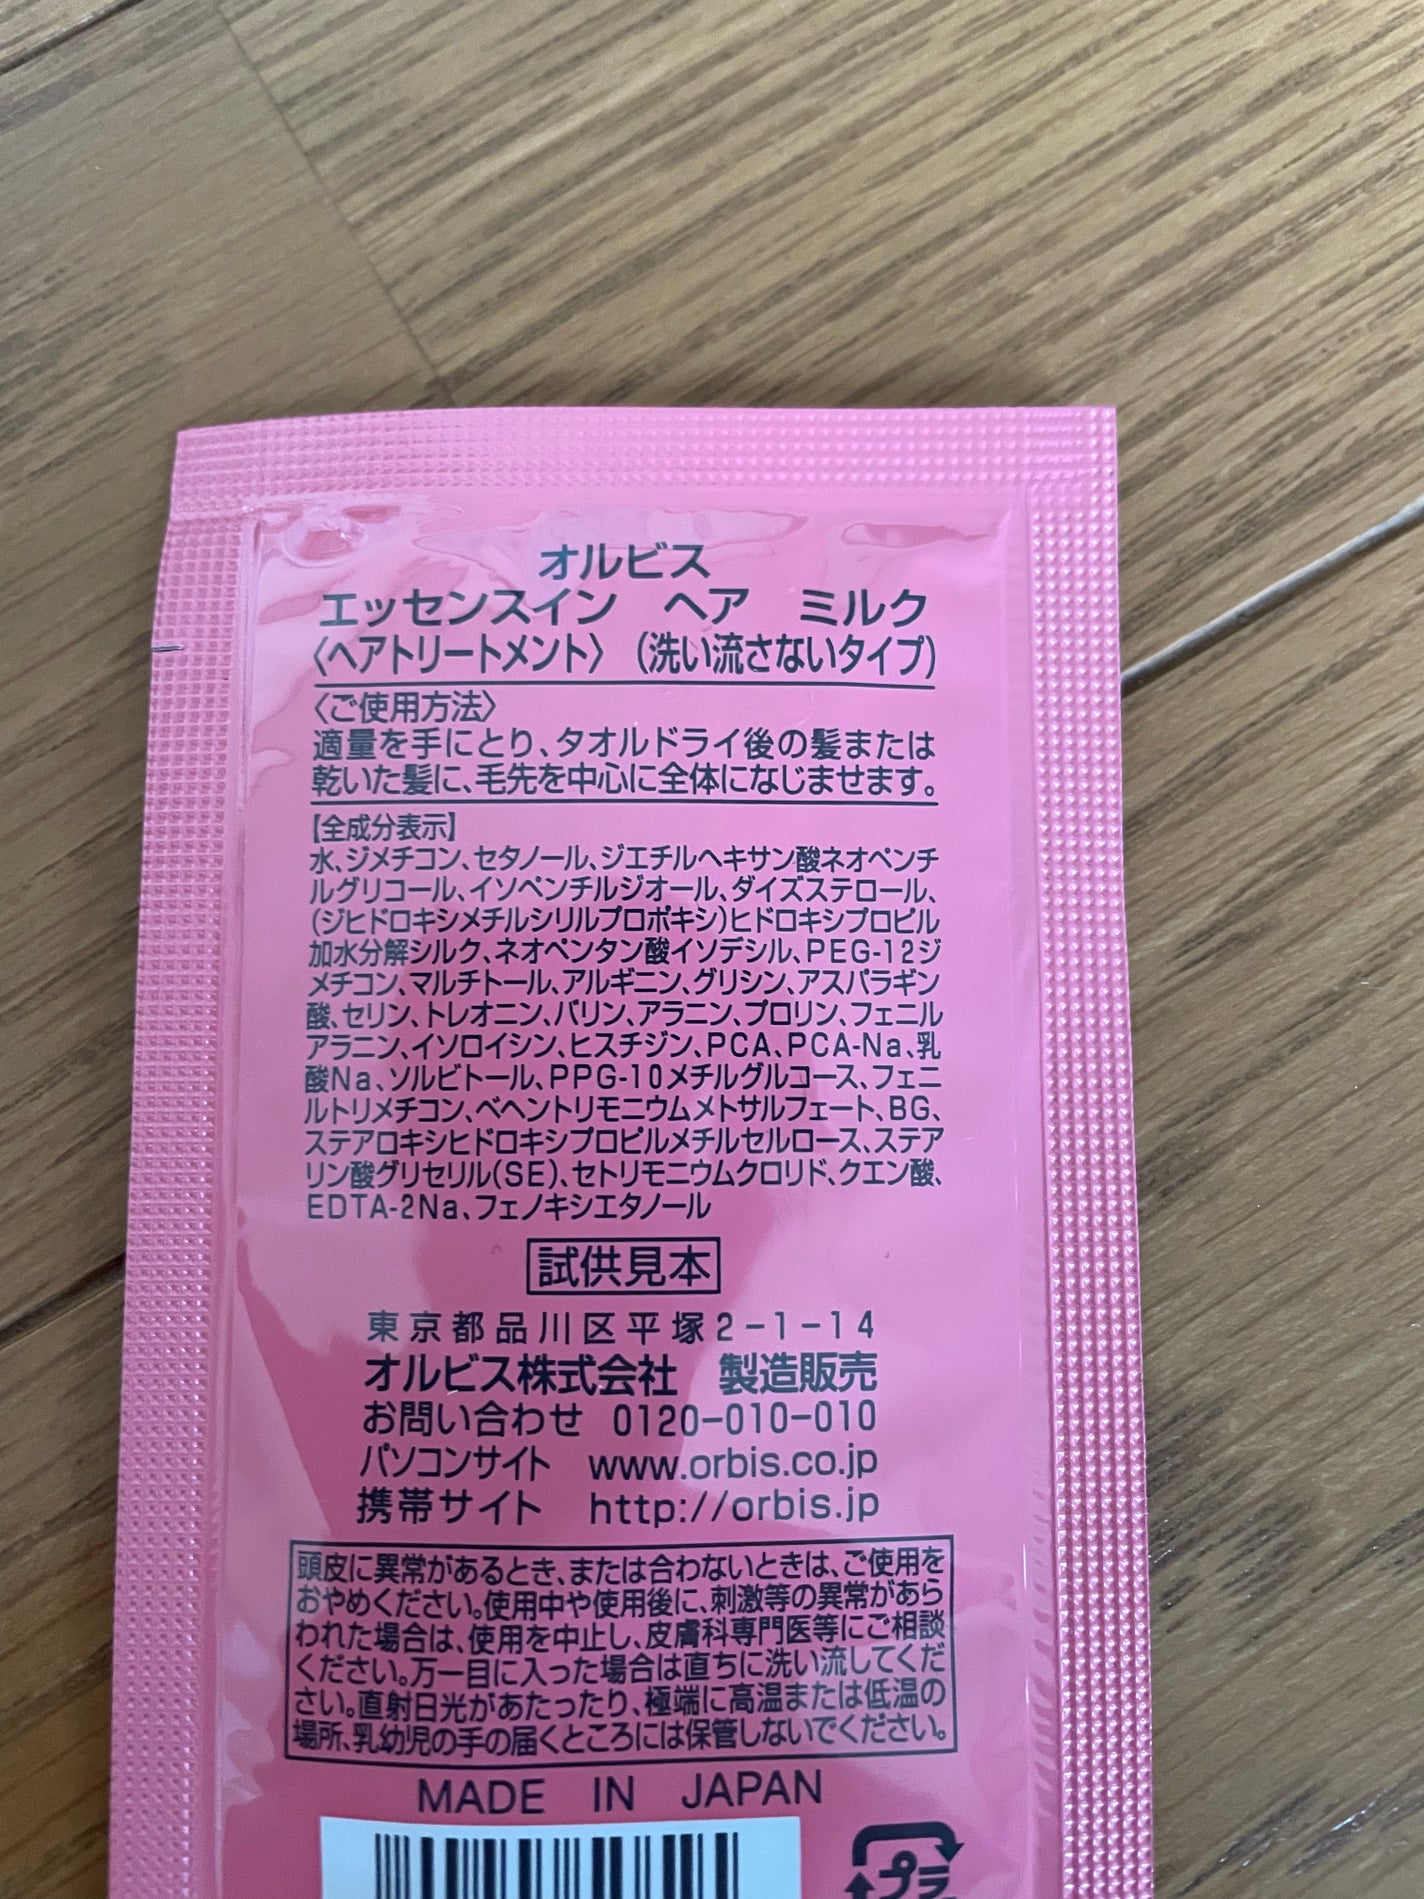 オルビス
エッセンスイン　ヘア　ミルク
〈ヘアトリートメント〉（洗い流さないタイプ）
〈ご使用方法〉
適量を手にとり、タオルドライ後の髪または
乾いた髪に、毛先を中心に全体になじませます。
【全成分表示】
水、ジメチコン、セタノール、ジエチルヘキサン酸ネオペンチ
ルグリコール、イソペンチルジオール、ダイズステロール、
（ジヒドロキシメチルシリルプロポキシ）ヒドロキシプロピル
加水分解シルク、ネオペンタン酸イソデシル、PEG-12ジ
メチコン、マルチトール、アルギニン、グリシン、アスパラギン
酸、セリン、トレオニン、バリン、アラニン、プロリン、フェニル
アラニン、イソロイシン、ヒスチジン、PCA、PCA-Na、乳
酸Na、ソルビトール、PPG-10メチルグルコース、フェニ
ルトリメチコン、ベヘントリモニウムメトサルフェート、BG、
ステアロキシヒドロキシプロピルメチルセルロース、ステア
リン酸グリセリル（SE）、セトリモニウムクロリド、クエン酸、
EDTA-2Na、フェノキシエタノール
試供見本
東京都品川区平塚2-1-14
オルビス株式会社　製造販売
お問い合わせ 0120-010-010
パソコンサイト www.orbis.co.jp
携帯サイト http://orbis.jp
頭皮に異常があるとき、または合わないときは、ご使用を
おやめください。使用中や使用後に、刺激等の異常があら
われた場合は、使用を中止し、皮膚科専門医等にご相談
ください。万一目に入った場合は直ちに洗い流してくだ
さい。直射日光があたったり、極端に高温または低温の
場所、乳幼児の手の届くところには保管しないでください。
MADE IN JAPAN
プラ